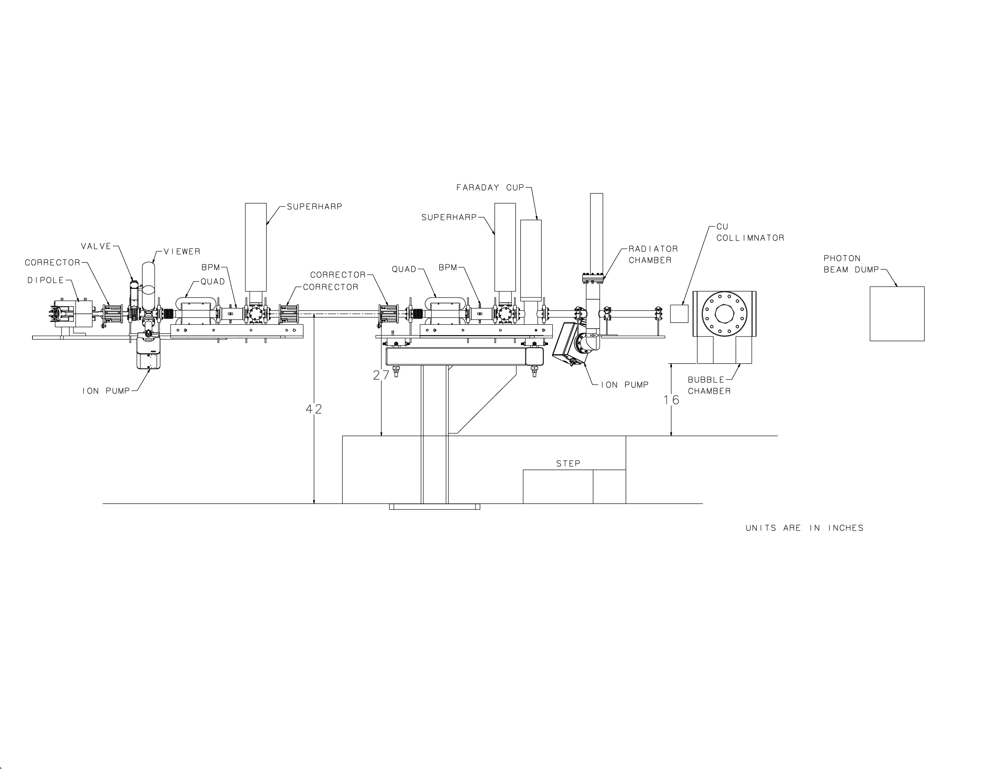 FARADAY CUP
SUPERHARP
SUPERHARP
CU
COLLIMNATOR
VALVE
VIEWER
RADIATOR
CHAMBER
PHOTON
BEAM DUMP
CORRECTOR
BPM
QUAD
BPM
CORRECTOR
DIPOLE
QUAD
CORRECTOR
27
BUBBLE
CHAMBER
ION PUMP
ION PUMP
42
16
STEP
UNITS ARE IN INCHES